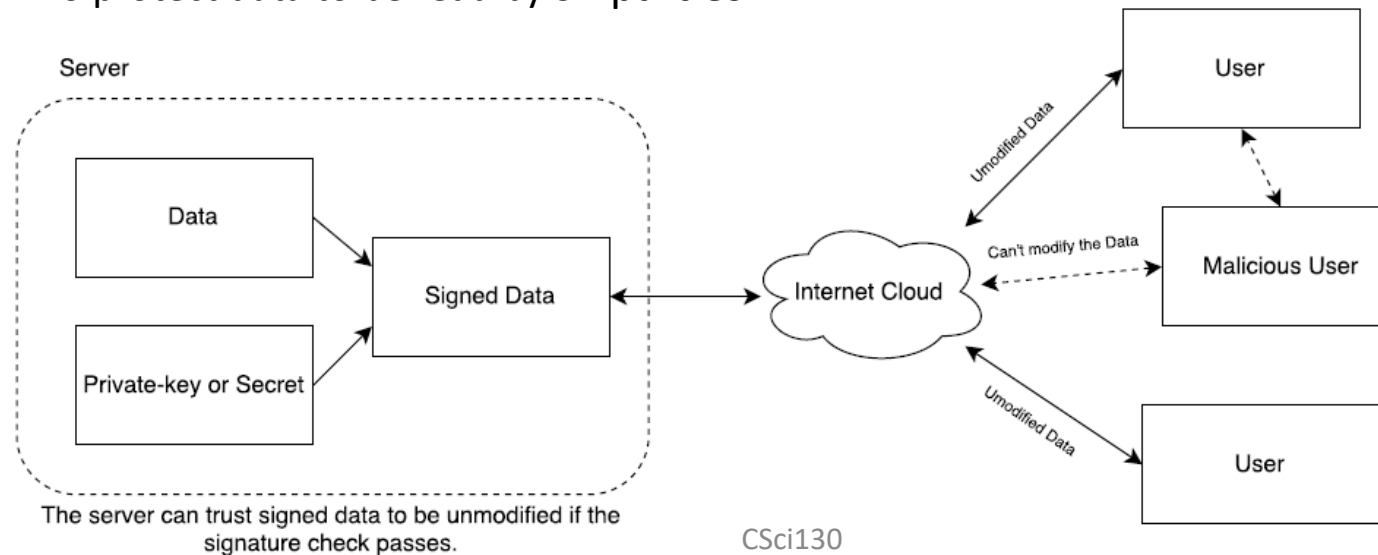 Server
Data
Private-key or Secret
Signed Data
The server can trust signed data to be unmodified if the
signature check passes.
Internet Cloud
Umodified Data
Can't modify the Data
Umodified Data
User
Malicious User
User
CSci130